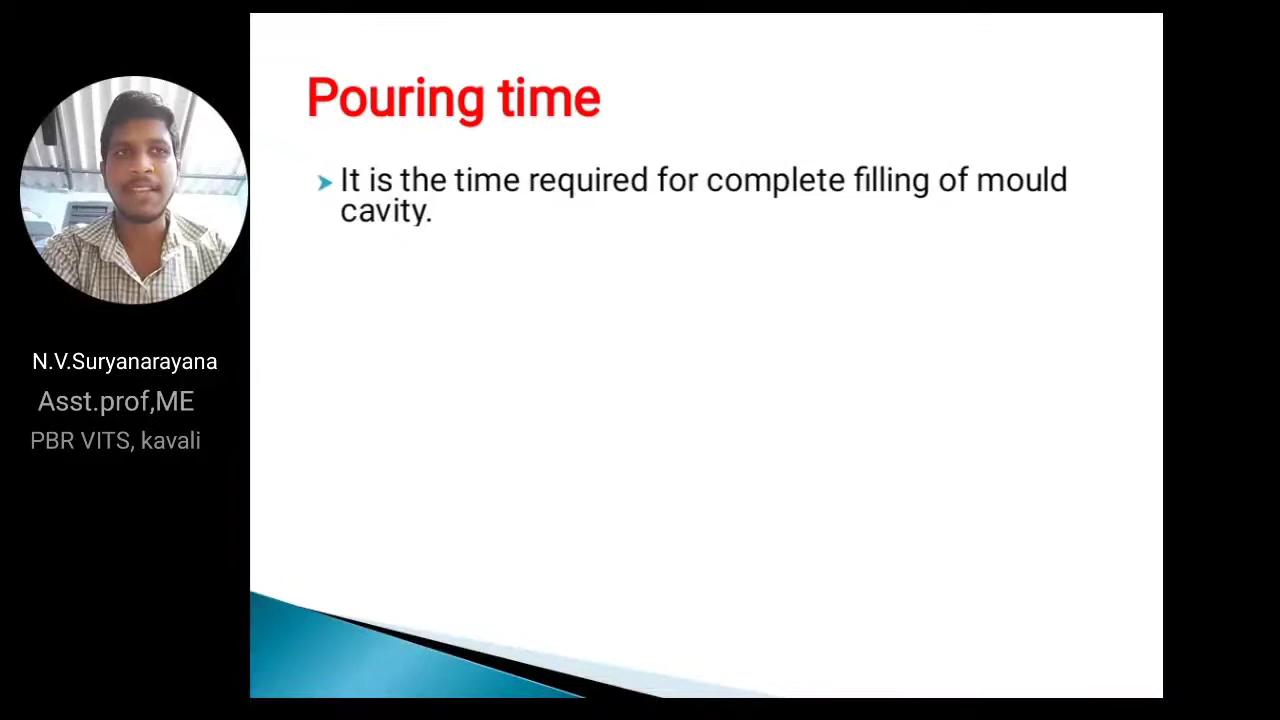 Pouring time
It is the time required for complete filling of mould
cavity.
N.V.Suryanarayana
Asst.prof,ME
PBR VITS, kavali